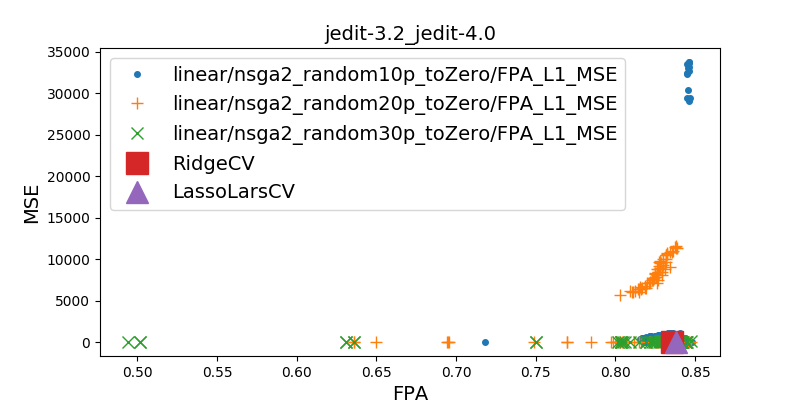 jedit-3.2_jedit-4.0
35000
30000
25000
20000
15000
10000
5000
0
MSE
linear/nsga2_random10p_toZero/FPA_L1_MSE
linear/nsga2_random20p_toZero/FPA_L1_MSE
linear/nsga2_random30p_toZero/FPA_L1_MSE
RidgeCV
LassoLarsCV
0.50 0.55 0.60 0.65 0.70 0.75 0.80 0.85
FPA